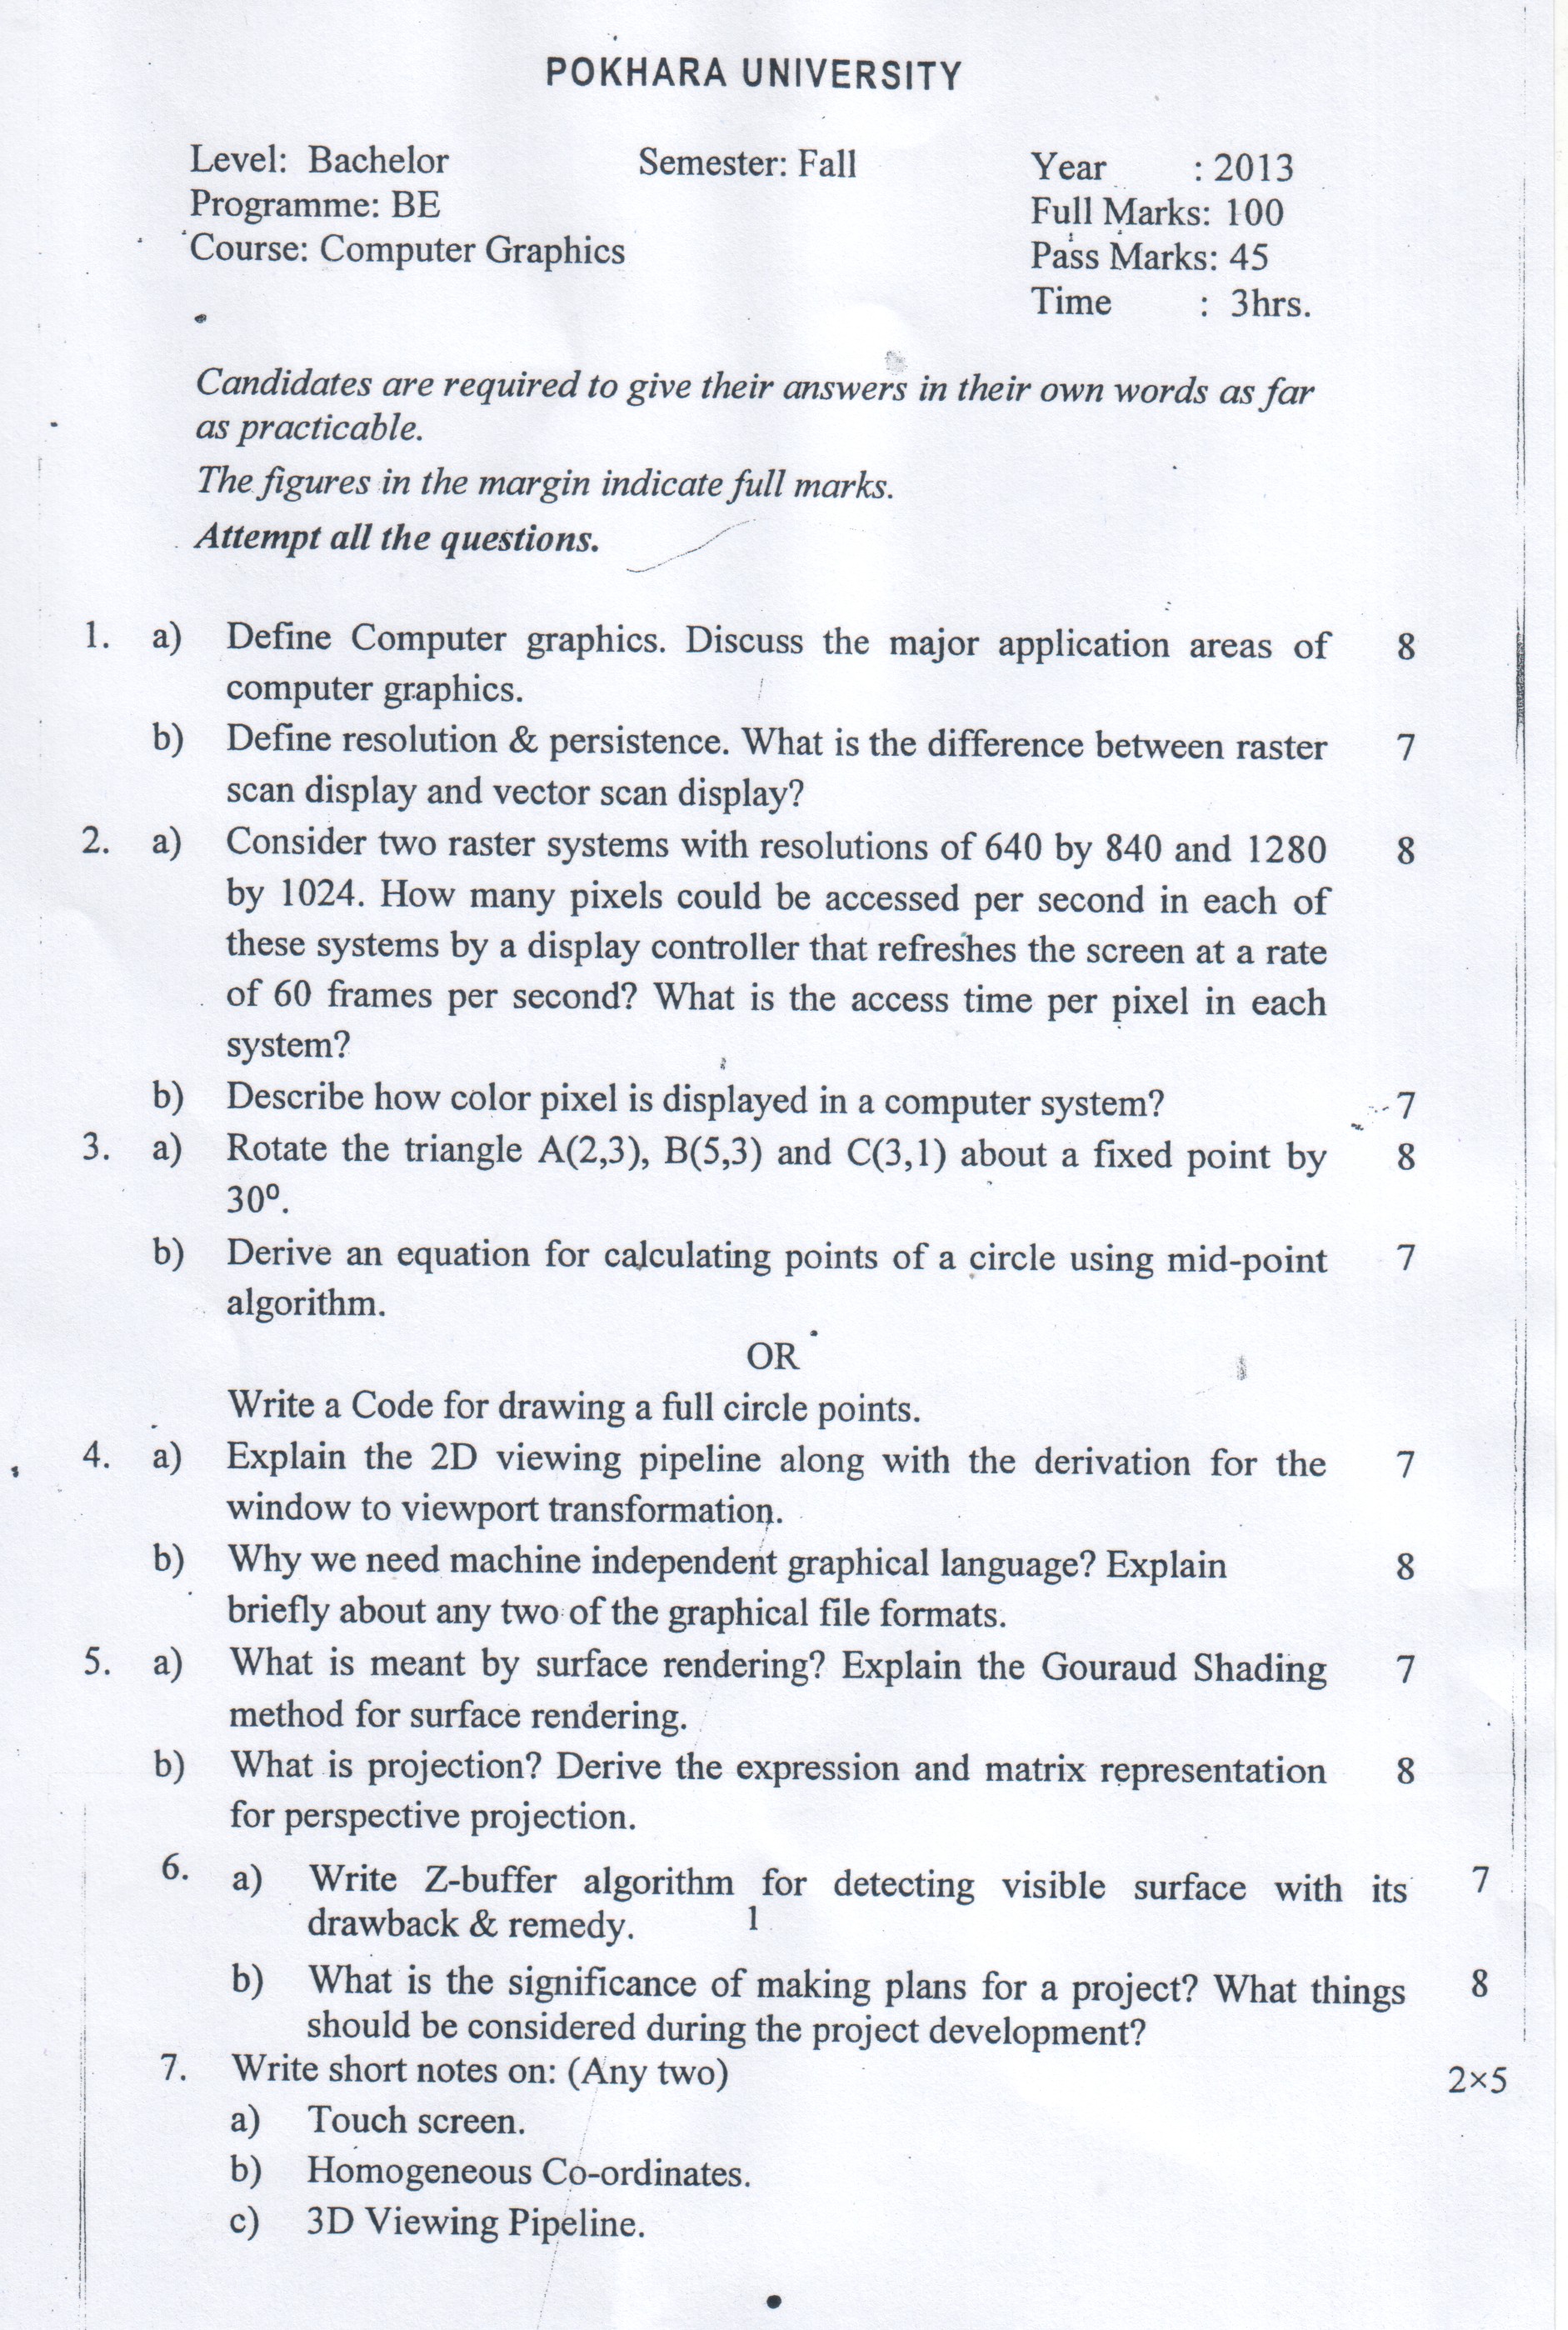 POKHARA UNIVERSITY
Level: Bachelor Semester: Fall Year : 2013
Programme: BE Full Marks: 100
Course: Computer Graphics Pass Marks: 45
Time : 3hrs.
Candidates are required to give their answers in their own words as far
as practicable.
The figures in the margin indicate full marks.
Attempt all the questions.
1. a) Define Computer graphics. Discuss the major application areas of 8
computer graphics.
b) Define resolution & persistence. What is the difference between raster 7
scan display and vector scan display?
2. a) Consider two raster systems with resolutions of 640 by 840 and 1280 8
by 1024. How many pixels could be accessed per second in each of
these systems by a display controller that refreshes the screen at a rate
of 60 frames per second? What is the access time per pixel in each
system?
b) Describe how color pixel is displayed in a computer system? 7
3. a) Rotate the triangle A(2,3), B(5,3) and C(3,1) about a fixed point by 8
30⁰.
b) Derive an equation for calculating points of a circle using mid-point 7
algorithm.
OR
Write a Code for drawing a full circle points.
4. a) Explain the 2D viewing pipeline along with the derivation for the 7
window to viewport transformation.
b) Why we need machine independent graphical language? Explain 8
briefly about any two of the graphical file formats.
5. a) What is meant by surface rendering? Explain the Gouraud Shading 7
method for surface rendering.
b) What is projection? Derive the expression and matrix representation 8
for perspective projection.
6. a) Write Z-buffer algorithm for detecting visible surface with its 7
drawback & remedy. 1
b) What is the significance of making plans for a project? What things 8
should be considered during the project development?
7. Write short notes on: (Any two) 2×5
a) Touch screen.
b) Homogeneous Co-ordinates.
c) 3D Viewing Pipeline.